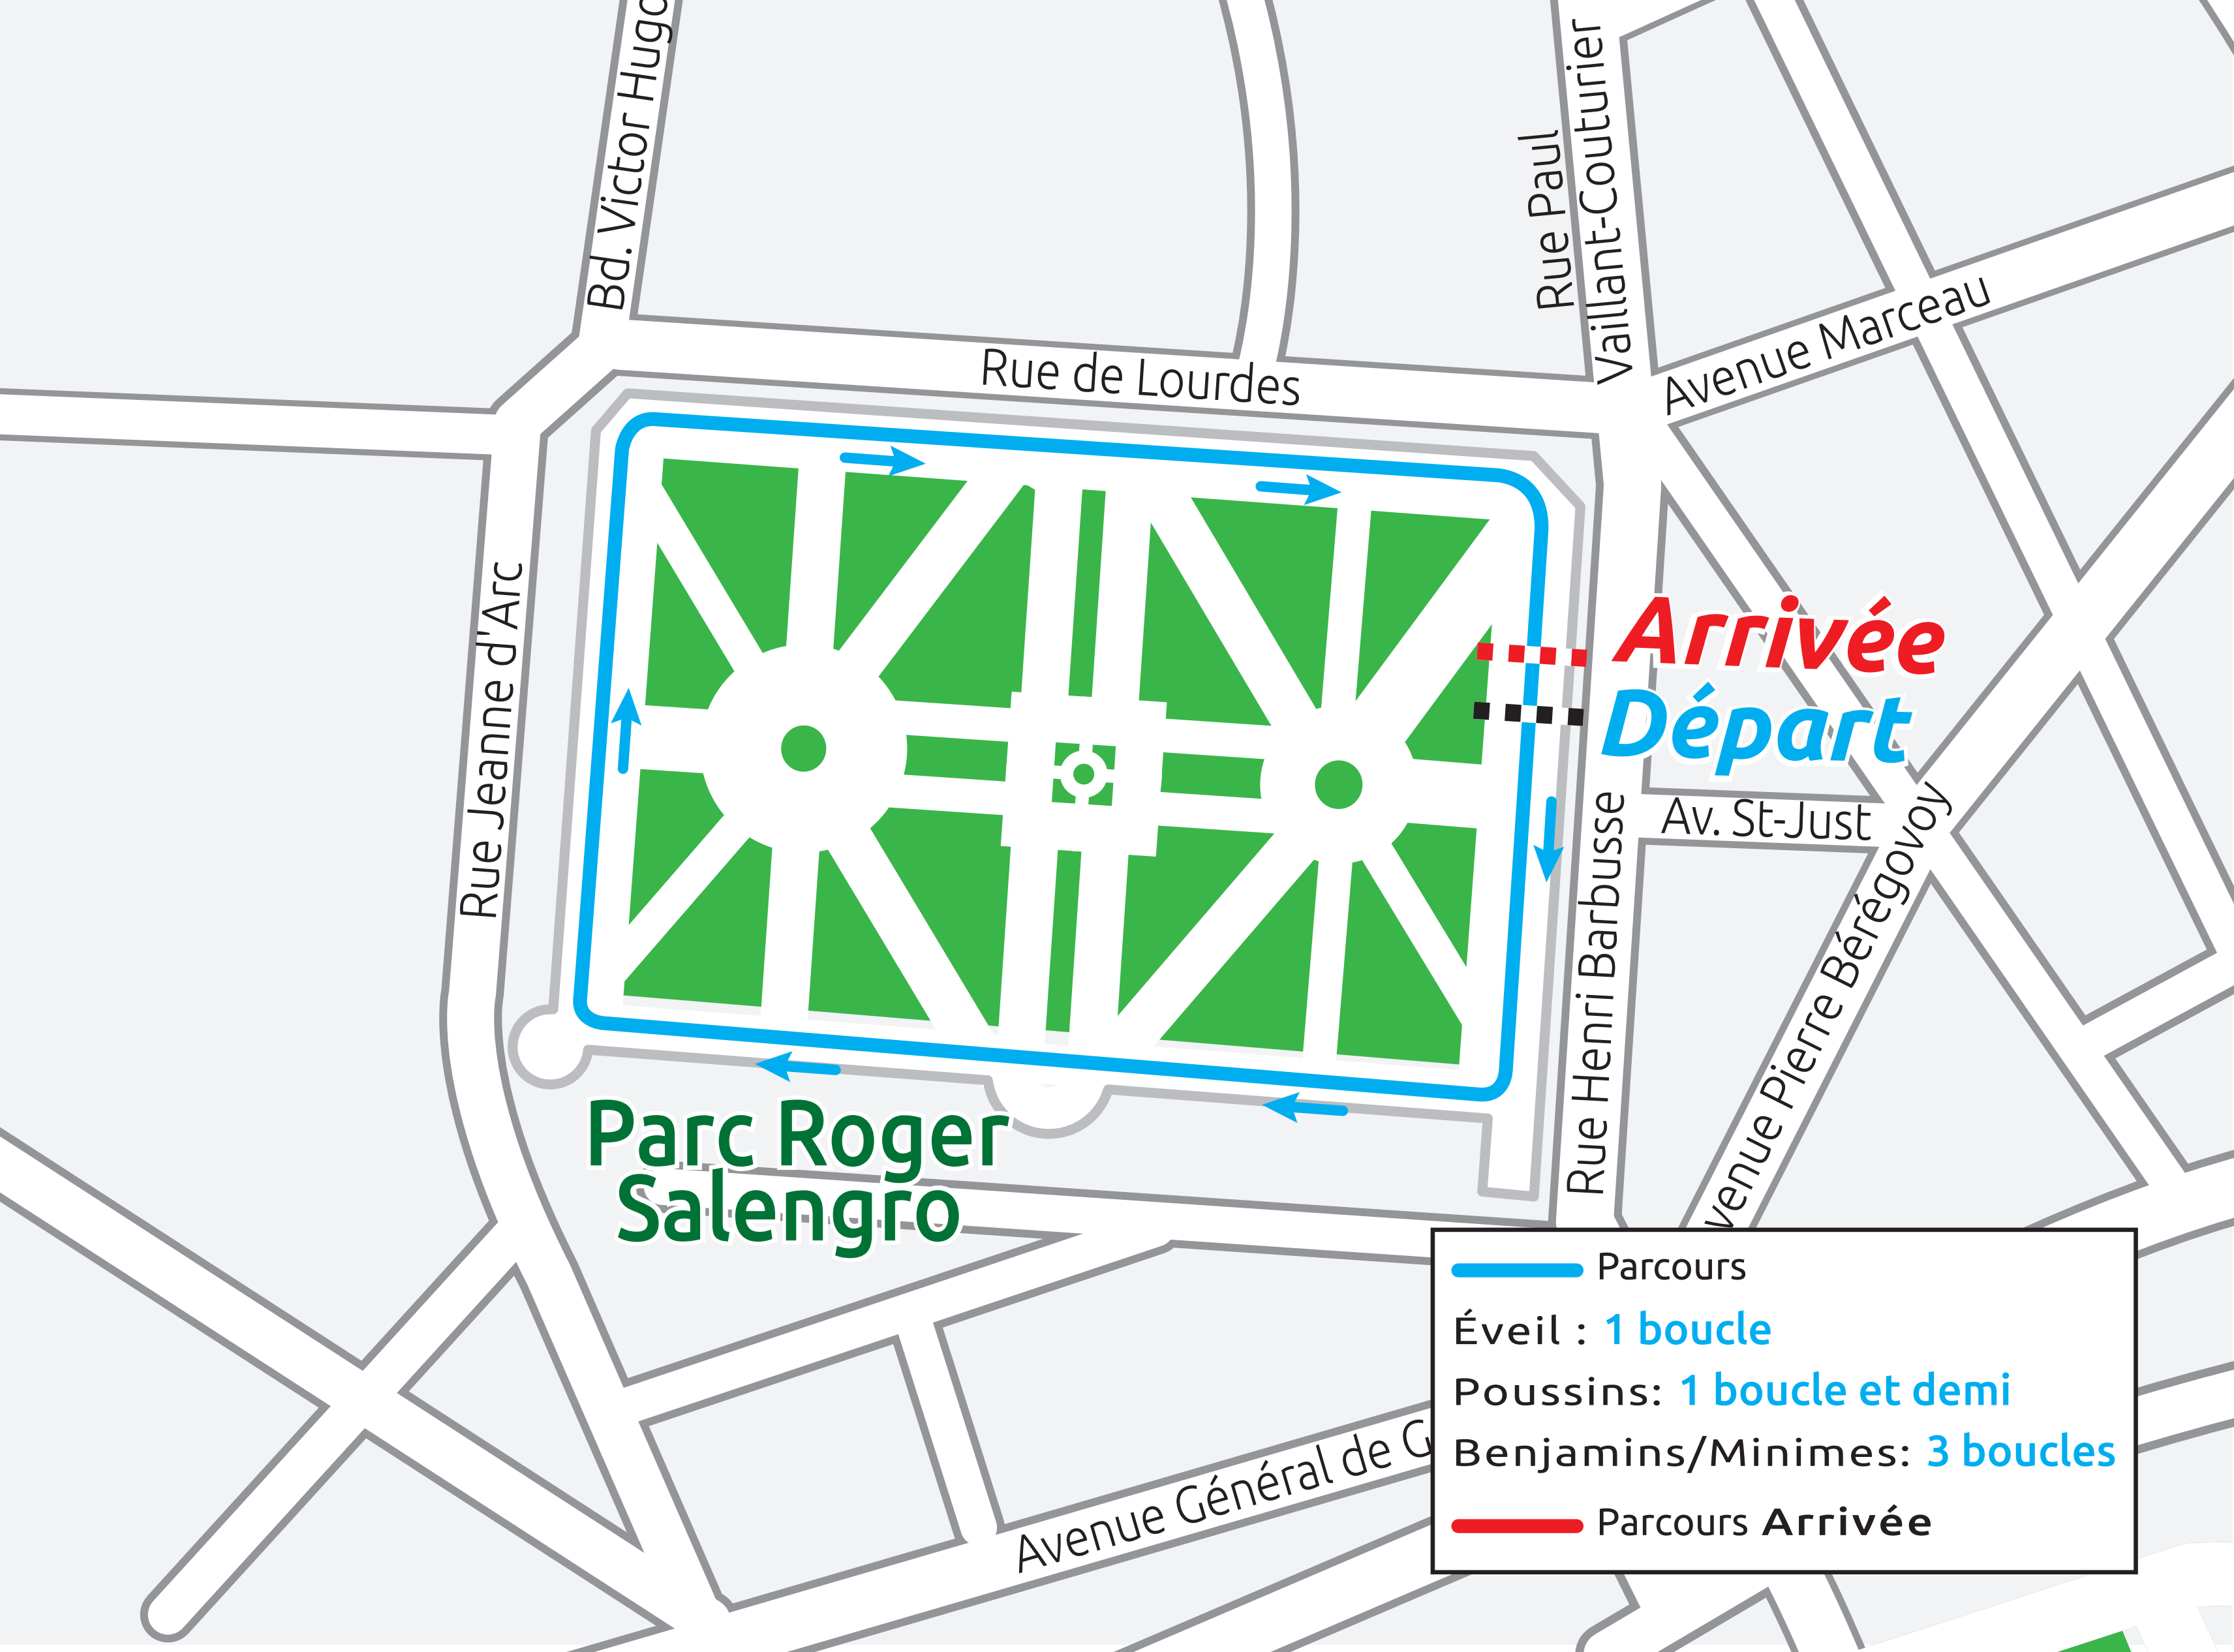 Bd. Victor Hugo
Rue Paul
Vaillant-Couturier
Rue de Lourdes
Avenue Marceau
Rue Jeanne d'Arc
Arrivée
Départ
Av. St-Just
Rue Henri Barbusse
venue Pierre Bérégovoy
Parc Roger
Salengro
Avenue Général de G
Parcours
Éveil : 1 boucle
Poussins: 1 boucle et demi
Benjamins/Minimes: 3 boucles
Parcours Arrivée